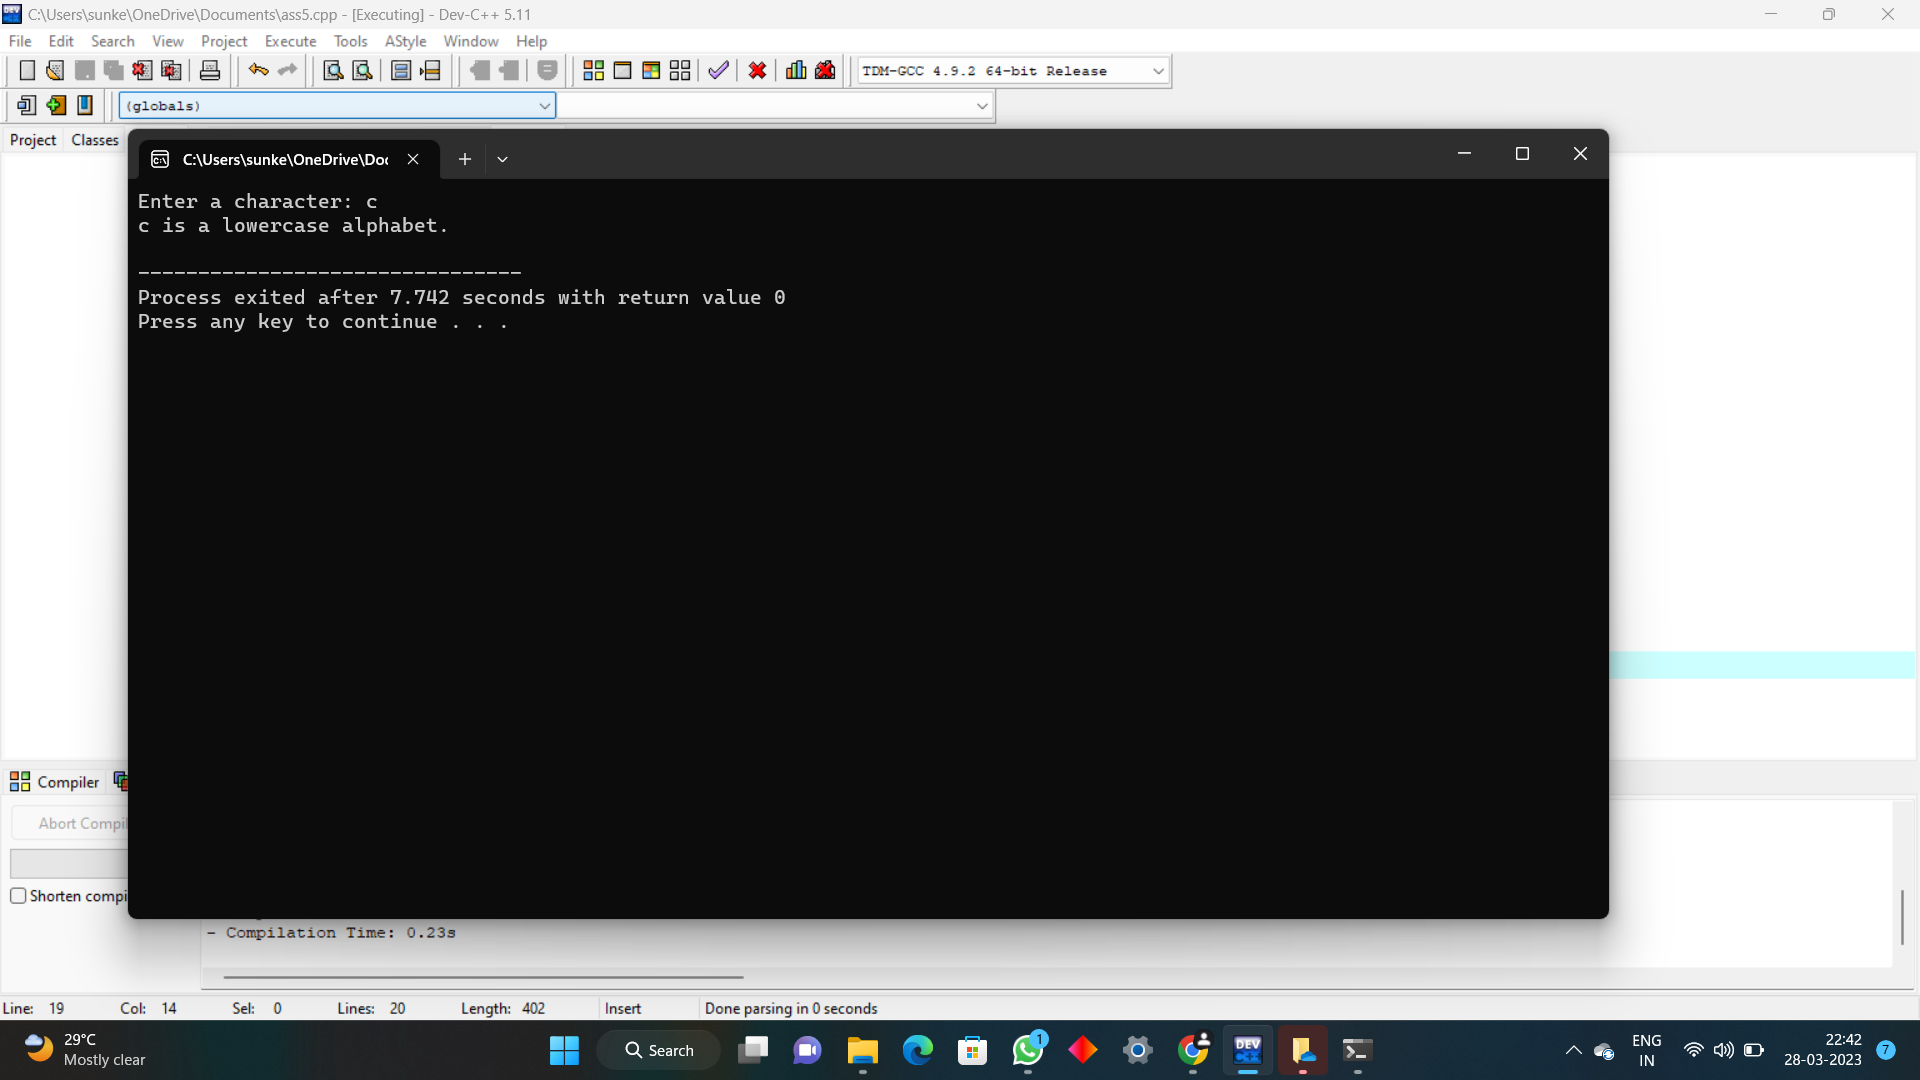 C:\Users\sunke\OneDrive\Documents\ass5.cpp - [Executing] - Dev-C++ 5.11
File Edit Search View Project Execute Tools AStyle Window Help
TDM-GCC 4.9.2 64-bit Release
(globals)
Project Classes
C:\Users\sunke\OneDrive\Doc
Enter a character: c
c is a lowercase alphabet.
--------------------------------
Process exited after 7.742 seconds with return value 0
Press any key to continue . . .
Compiler
Abort Compil
Shorten compi
- Compilation Time: 0.23s
Line: 19 Col: 14 Sel: 0 Lines: 20 Length: 402 Insert Done parsing in 0 seconds
29°C
Mostly clear
Search
1
DEV
C++
ENG
IN
22:42
28-03-2023
7